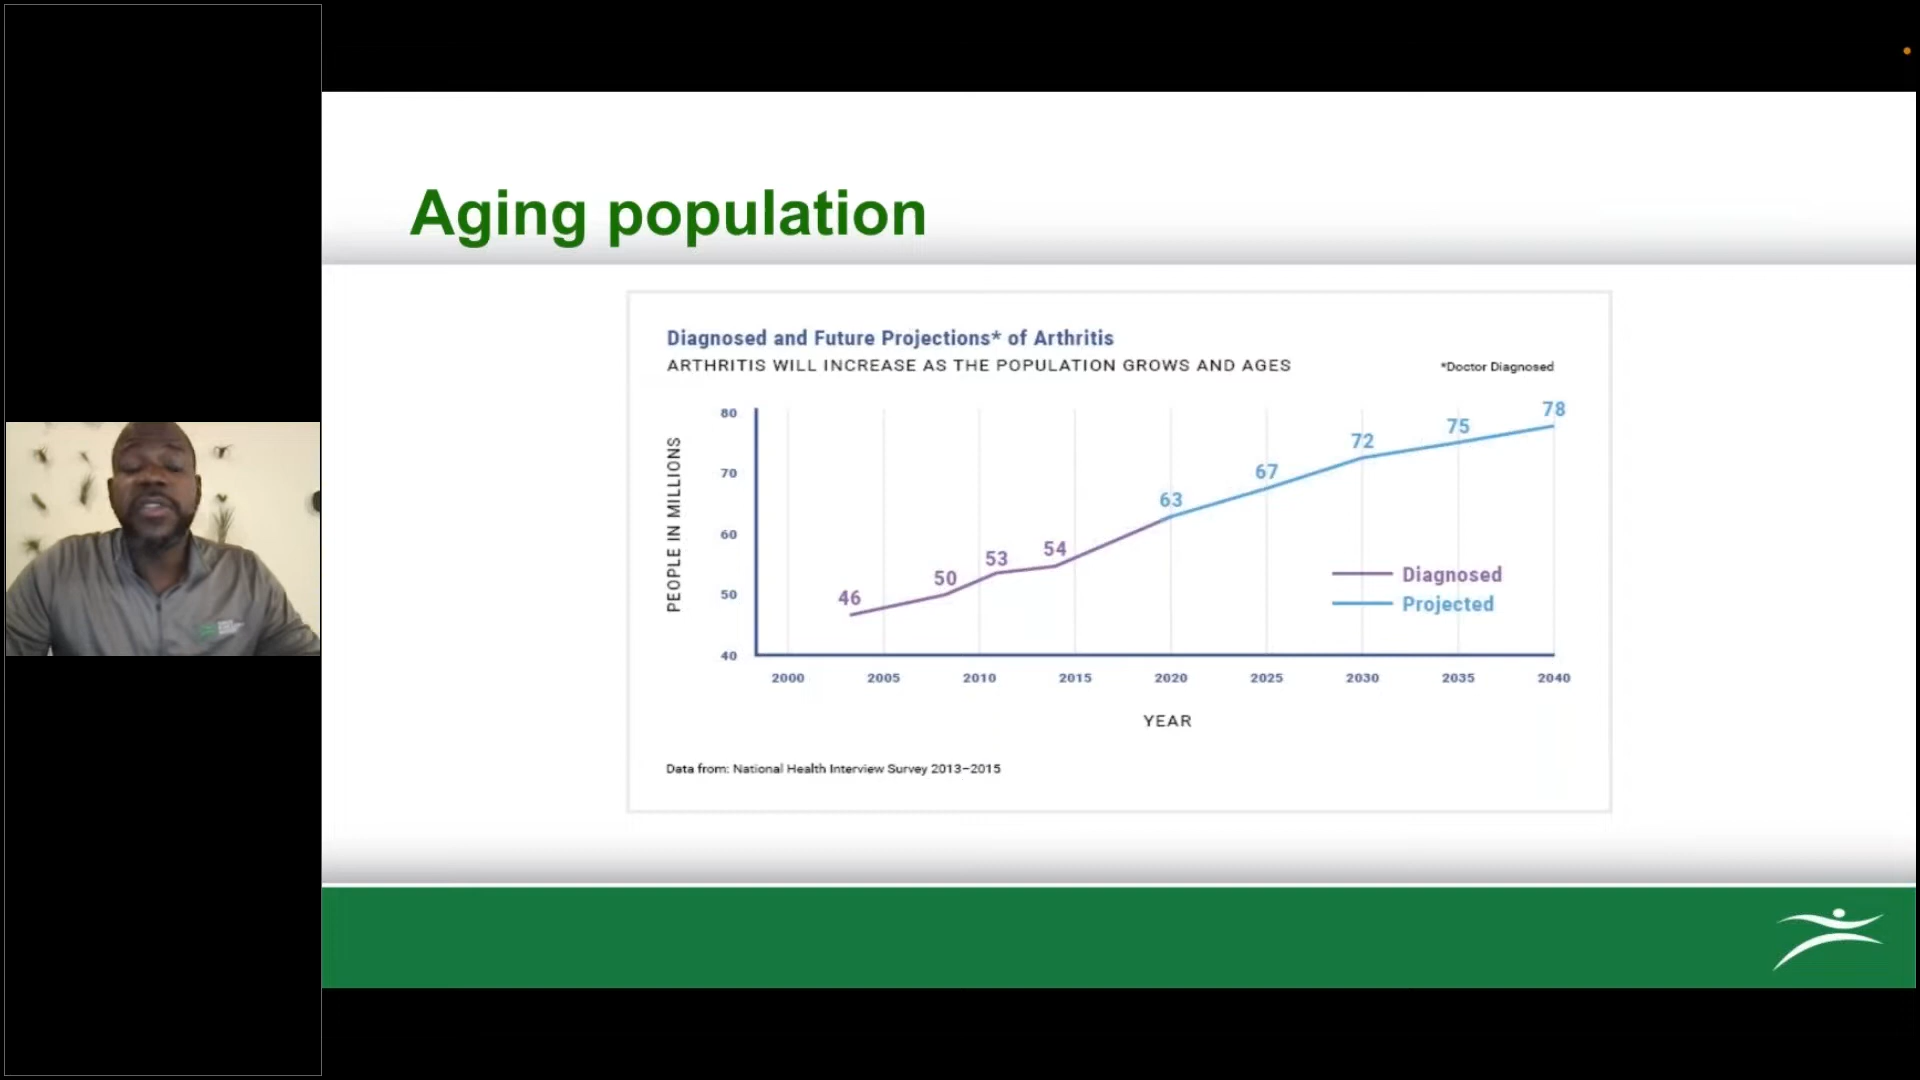 Aging population
Diagnosed and Future Projections* of Arthritis
ARTHRITIS WILL INCREASE AS THE POPULATION GROWS AND AGES
*Doctor Diagnosed
PEOPLE IN MILLIONS
80
70
60
50
40
46
50
53
54
63
67
72
75
78
Diagnosed
Projected
2000 2005 2010 2015 2020 2025 2030 2035 2040
YEAR
Data from: National Health Interview Survey 2013–2015